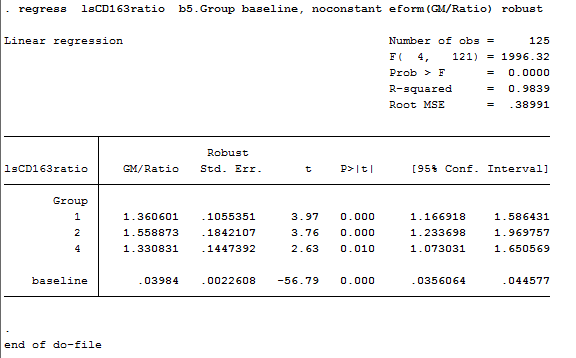 . regress lsCD163ratio b5.Group baseline, noconstant eform(GM/Ratio) robust
Linear regression Number of obs = 125
F( 4, 121) = 1996.32
Prob > F = 0.0000
R-squared = 0.9839
Root MSE = .38991
Robust
lsCD163ratio GM/Ratio Std. Err. t P>|t| [95% Conf. Interval]
Group
1 1.360601 .1055351 3.97 0.000 1.166918 1.586431
2 1.558873 .1842107 3.76 0.000 1.233698 1.969757
4 1.330831 .1447392 2.63 0.010 1.073031 1.650569
baseline .03984 .0022608 -56.79 0.000 .0356064 .044577
.
end of do-file